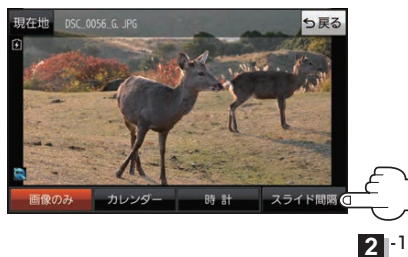 現在地 DSC_0056_G.JPG 戻る
画像のみ カレンダー 時計 スライド間隔
2-1